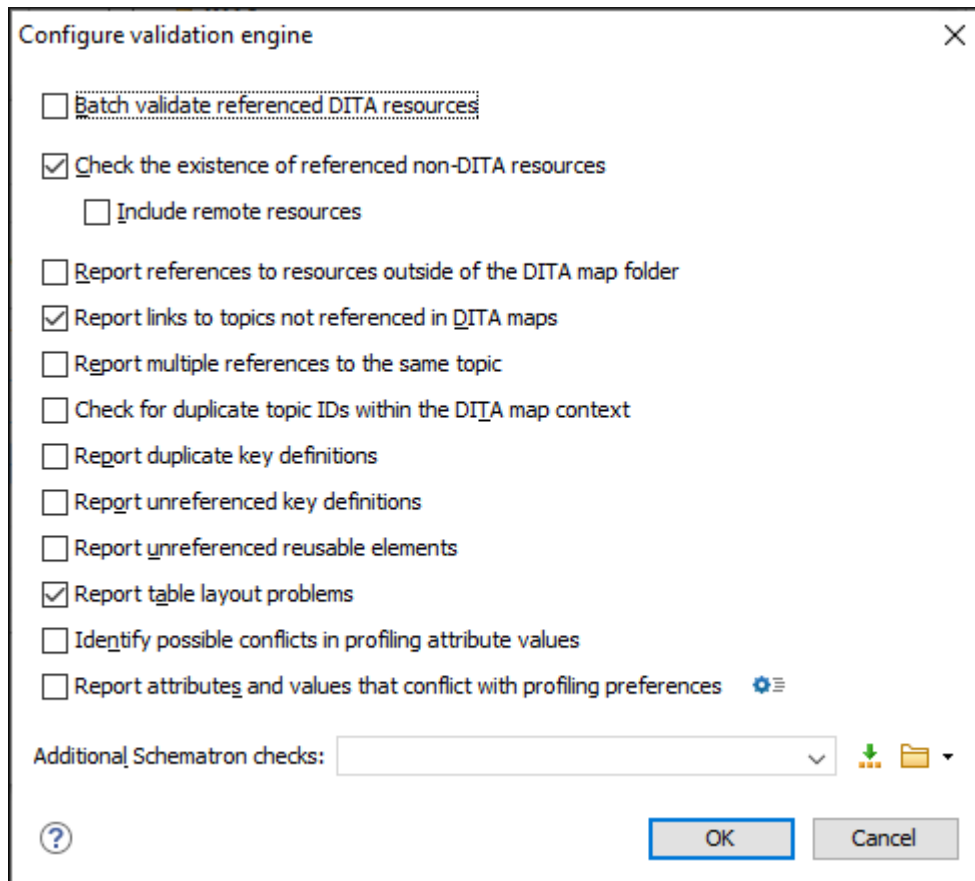 Configure validation engine
Batch validate referenced DITA resources
Check the existence of referenced non-DITA resources
Include remote resources
Report references to resources outside of the DITA map folder
Report links to topics not referenced in DITA maps
Report multiple references to the same topic
Check for duplicate topic IDs within the DITA map context
Report duplicate key definitions
Report unreferenced key definitions
Report unreferenced reusable elements
Report table layout problems
Identify possible conflicts in profiling attribute values
Report attributes and values that conflict with profiling preferences
Additional Schematron checks:
?
OK Cancel